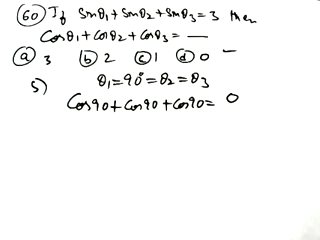 (60) If Sinθ1+Sinθ2+Sinθ3=3 then
Cosθ1+Cosθ2+Cosθ3= —
(a) 3 (b) 2 (c) 1 (d) 0 —
S) θ1=90°=θ2=θ3
Cos90+Cos90+Cos90= 0